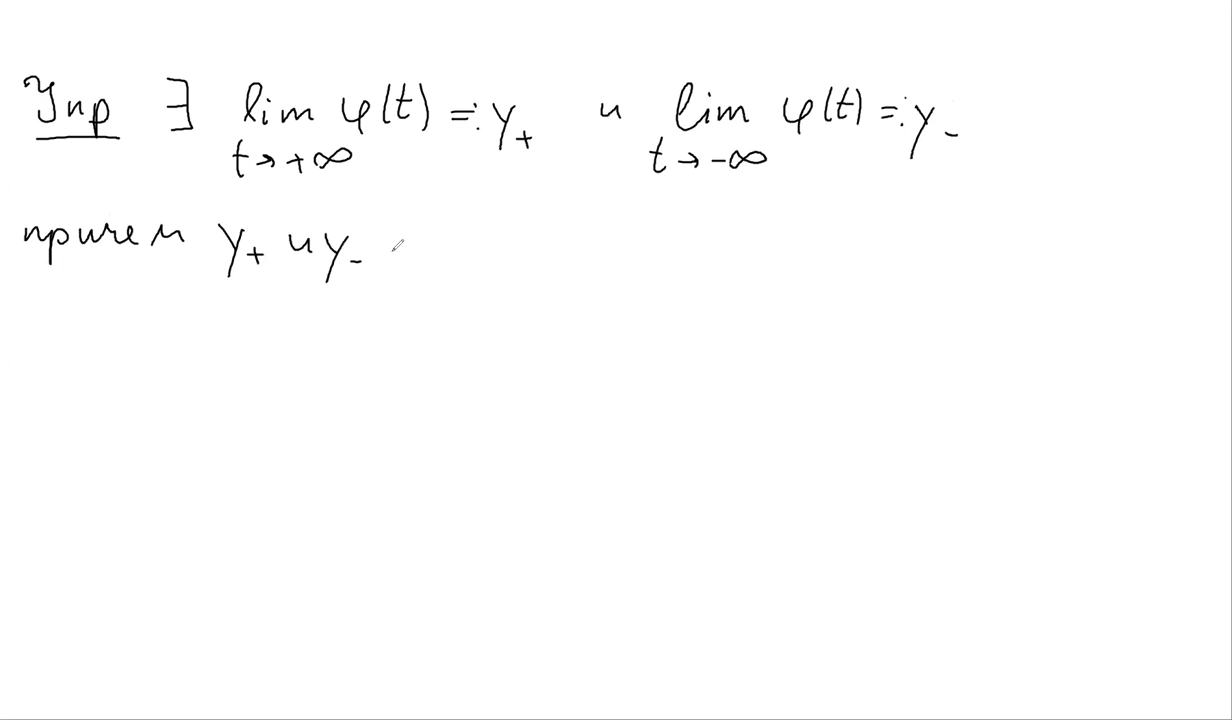 Упр ∃ lim φ(t) =: y₊ и lim φ(t) =: y₋
t→+∞ t→-∞
причем y₊ и y₋